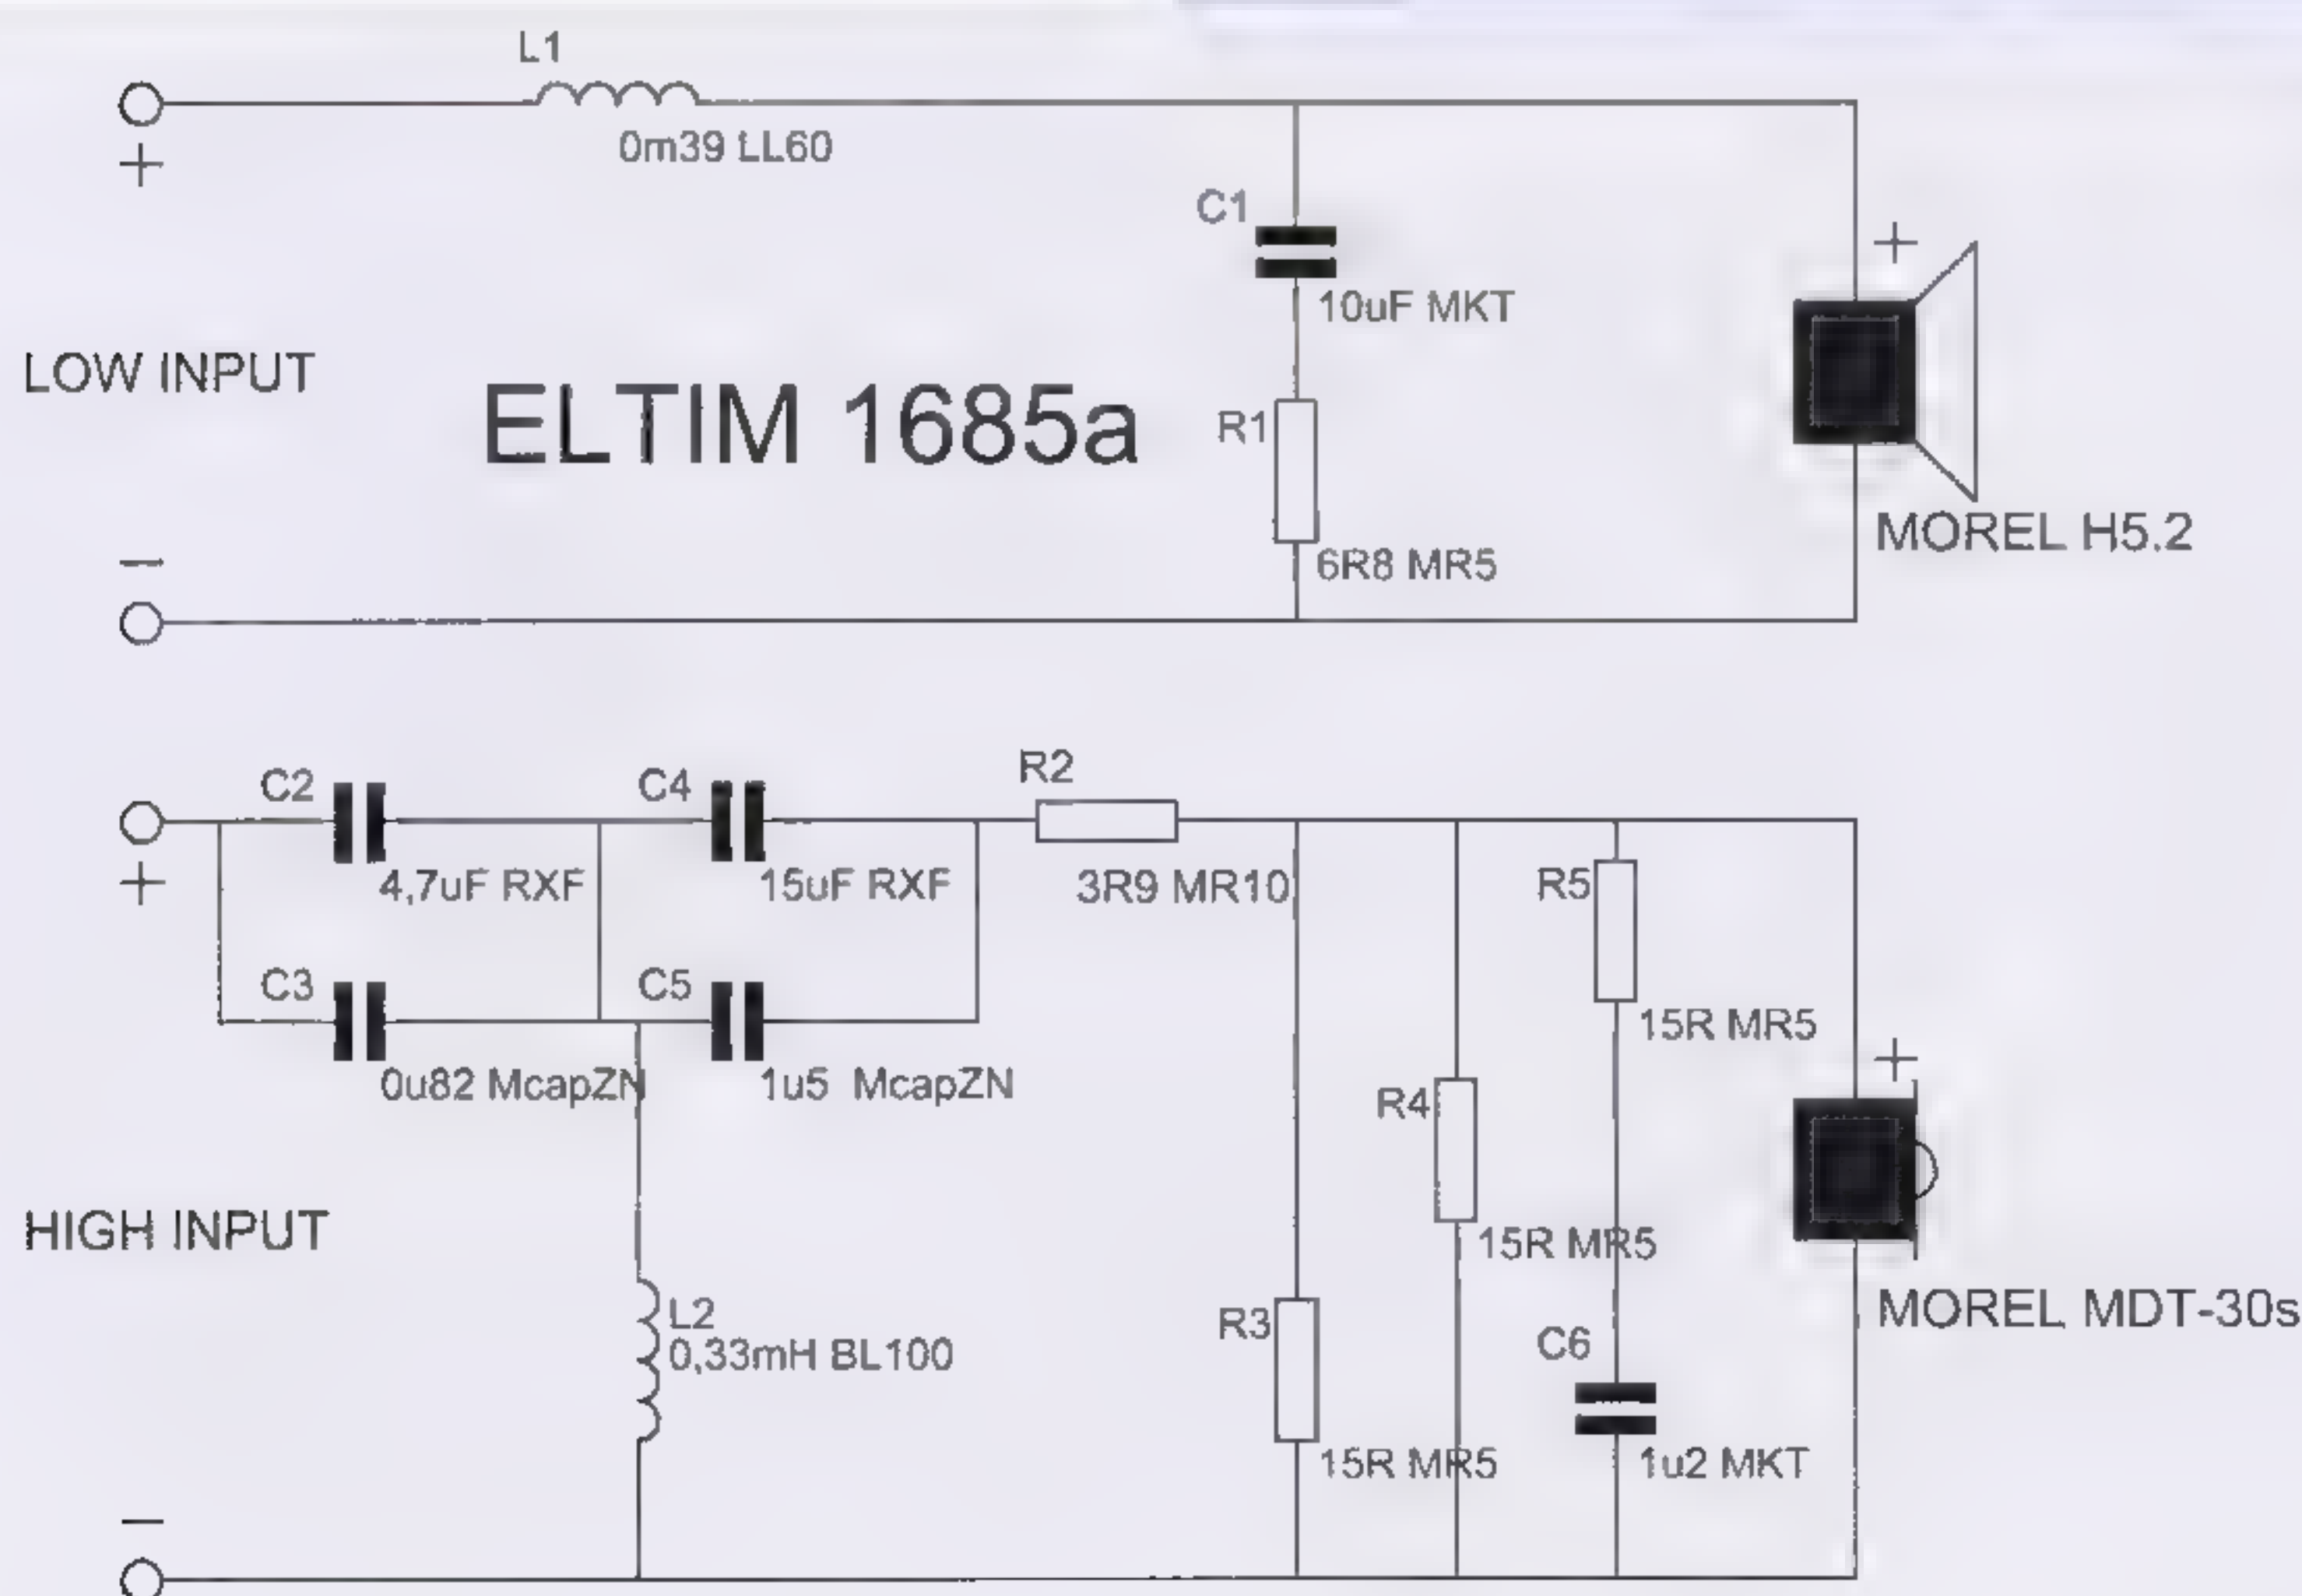 L1
+
0m39 LL60
C1
10uF MKT
+
LOW INPUT
ELTIM 1685a
R1
6R8 MR5
MOREL H5.2
−
C2
4,7uF RXF
C4
15uF RXF
R2
3R9 MR10
+
R5
15R MR5
C3
0u82 McapZN
C5
1u5 McapZN
+
R4
15R MR5
HIGH INPUT
L2
0,33mH BL100
R3
15R MR5
C6
1u2 MKT
MOREL MDT-30s
−